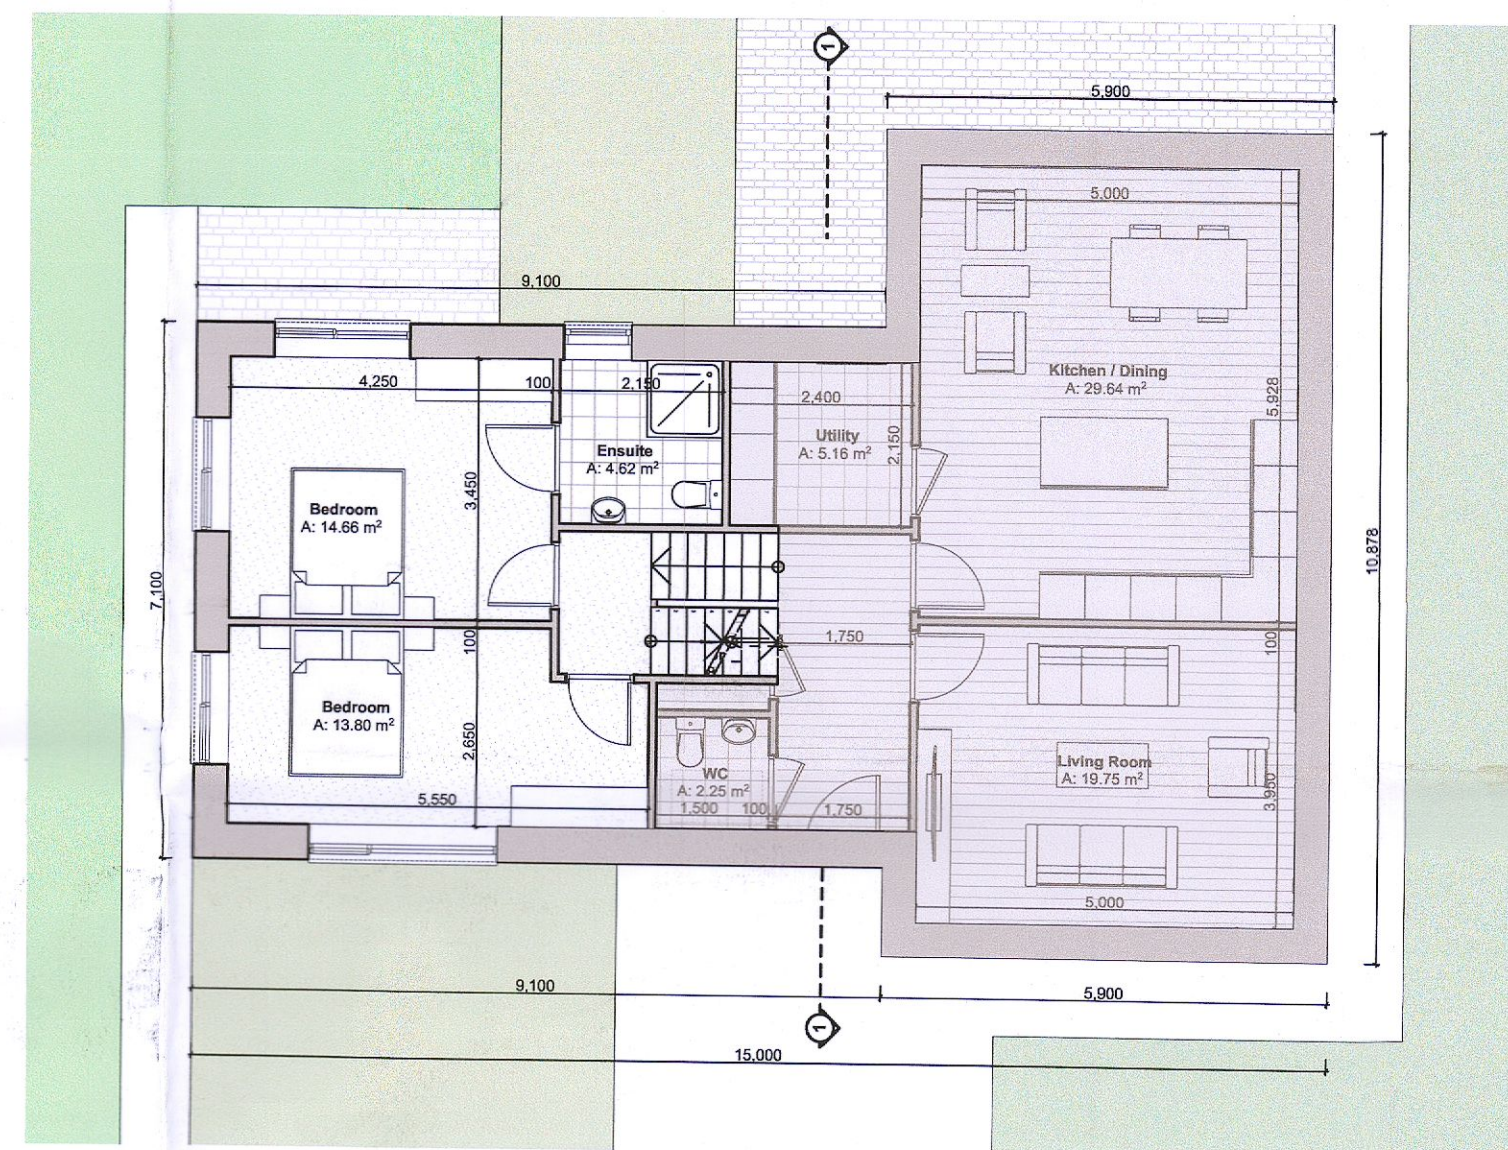 1
5,900
5,000
9,100
4,250
100
2,150
2,400
Kitchen / Dining
A: 29.64 m²
5,928
Utility
A: 5.16 m²
2,150
Ensuite
A: 4.62 m²
3,450
Bedroom
A: 14.66 m²
10,878
7,100
100
1,750
100
Bedroom
A: 13.80 m²
2,650
WC
A: 2.25 m²
1,500
100
1,750
Living Room
A: 19.75 m²
3,950
5,550
5,000
9,100
5,900
1
15,000